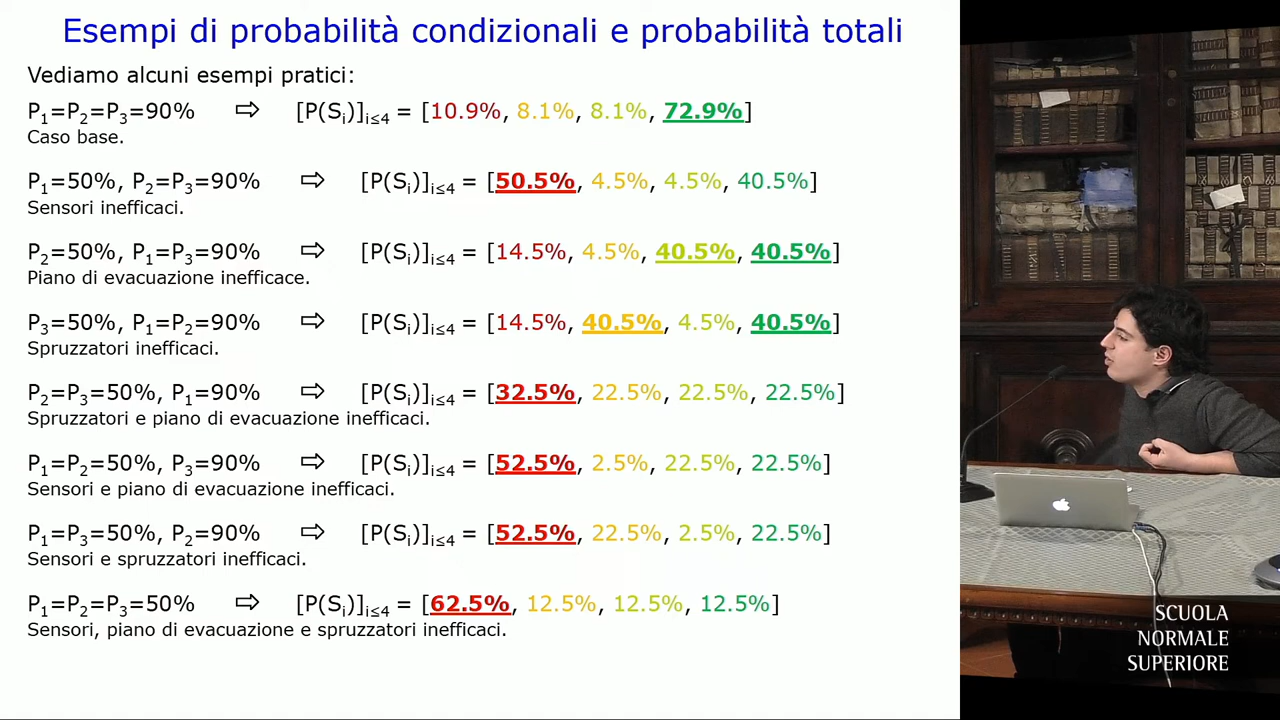 Esempi di probabilità condizionali e probabilità totali
Vediamo alcuni esempi pratici:
P₁=P₂=P₃=90% ⇨ [P(Sᵢ)]ᵢ≤₄ = [10.9%, 8.1%, 8.1%, 72.9%]
Caso base.
P₁=50%, P₂=P₃=90% ⇨ [P(Sᵢ)]ᵢ≤₄ = [50.5%, 4.5%, 4.5%, 40.5%]
Sensori inefficaci.
P₂=50%, P₁=P₃=90% ⇨ [P(Sᵢ)]ᵢ≤₄ = [14.5%, 4.5%, 40.5%, 40.5%]
Piano di evacuazione inefficace.
P₃=50%, P₁=P₂=90% ⇨ [P(Sᵢ)]ᵢ≤₄ = [14.5%, 40.5%, 4.5%, 40.5%]
Spruzzatori inefficaci.
P₂=P₃=50%, P₁=90% ⇨ [P(Sᵢ)]ᵢ≤₄ = [32.5%, 22.5%, 22.5%, 22.5%]
Spruzzatori e piano di evacuazione inefficaci.
P₁=P₂=50%, P₃=90% ⇨ [P(Sᵢ)]ᵢ≤₄ = [52.5%, 2.5%, 22.5%, 22.5%]
Sensori e piano di evacuazione inefficaci.
P₁=P₃=50%, P₂=90% ⇨ [P(Sᵢ)]ᵢ≤₄ = [52.5%, 22.5%, 2.5%, 22.5%]
Sensori e spruzzatori inefficaci.
P₁=P₂=P₃=50% ⇨ [P(Sᵢ)]ᵢ≤₄ = [62.5%, 12.5%, 12.5%, 12.5%]
Sensori, piano di evacuazione e spruzzatori inefficaci.
SCUOLA
NORMALE
SUPERIORE